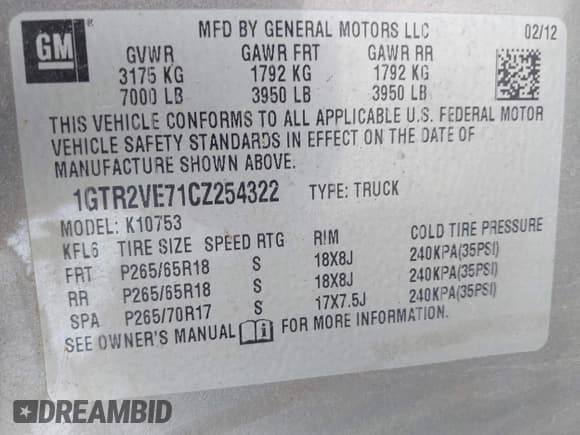 GM
MFD BY GENERAL MOTORS LLC 02/12
GVWR GAWR FRT GAWR RR
3175 KG 1792 KG 1792 KG
7000 LB 3950 LB 3950 LB
THIS VEHICLE CONFORMS TO ALL APPLICABLE U.S. FEDERAL MOTOR
VEHICLE SAFETY STANDARDS IN EFFECT ON THE DATE OF
MANUFACTURE SHOWN ABOVE.
1GTR2VE71CZ254322 TYPE: TRUCK
MODEL: K10753
KFL6 TIRE SIZE SPEED RTG RIM COLD TIRE PRESSURE
FRT P265/65R18 S 18X8J 240KPA(35PSI)
RR P265/65R18 S 18X8J 240KPA(35PSI)
SPA P265/70R17 S 17X7.5J 240KPA(35PSI)
SEE OWNER'S MANUAL FOR MORE INFORMATION.
DREAMBID